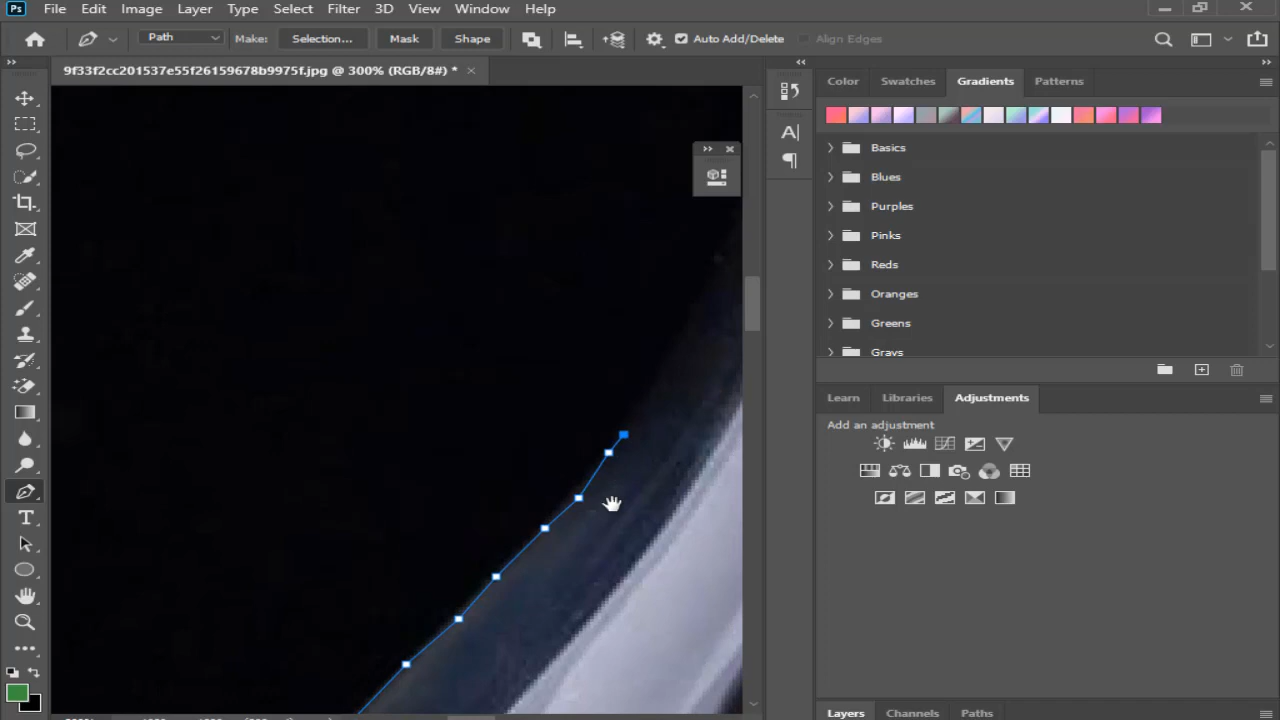 Ps File Edit Image Layer Type Select Filter 3D View Window Help
Path Make: Selection... Mask Shape Auto Add/Delete Align Edges
9f33f2cc201537e55f26159678b9975f.jpg @ 300% (RGB/8#) *
Color Swatches Gradients Patterns
Basics
Blues
Purples
Pinks
Reds
Oranges
Greens
Grays
Learn Libraries Adjustments
Add an adjustment
Layers Channels Paths